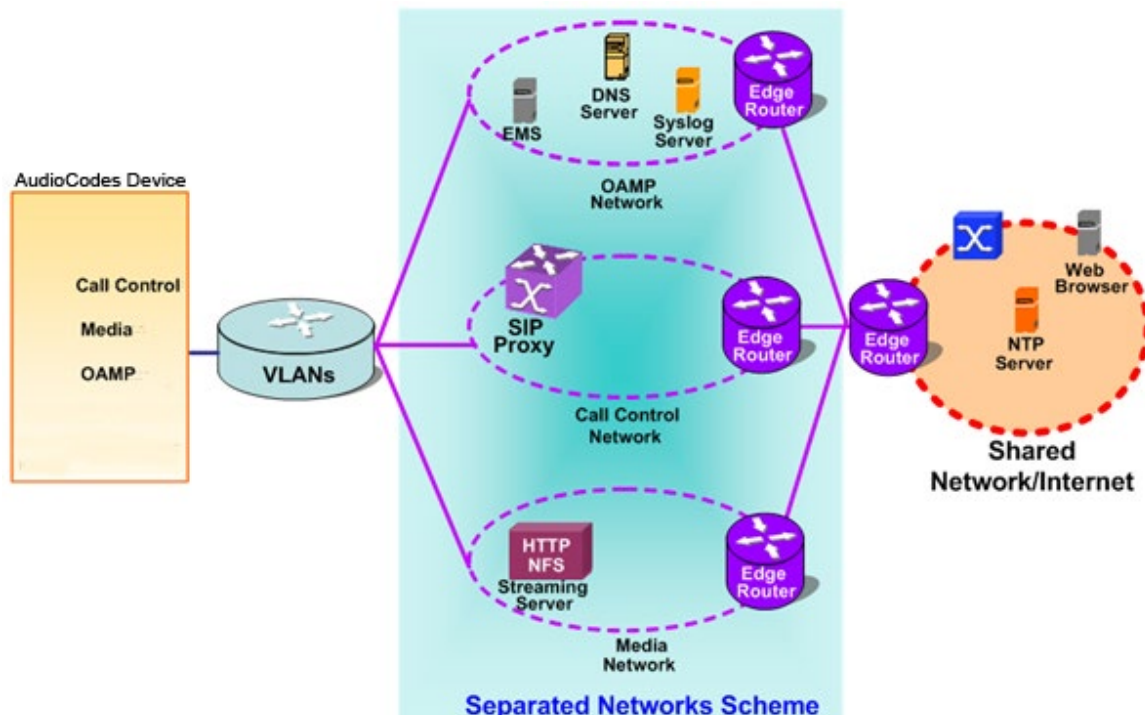 AudioCodes Device
Call Control
Media
OAMP
VLANs
EMS
DNS
Server
Syslog
Server
Edge
Router
OAMP
Network
SIP
Proxy
Edge
Router
Call Control
Network
HTTP
NFS
Streaming
Server
Edge
Router
Media
Network
Separated Networks Scheme
Edge
Router
Web
Browser
NTP
Server
Shared
Network/Internet